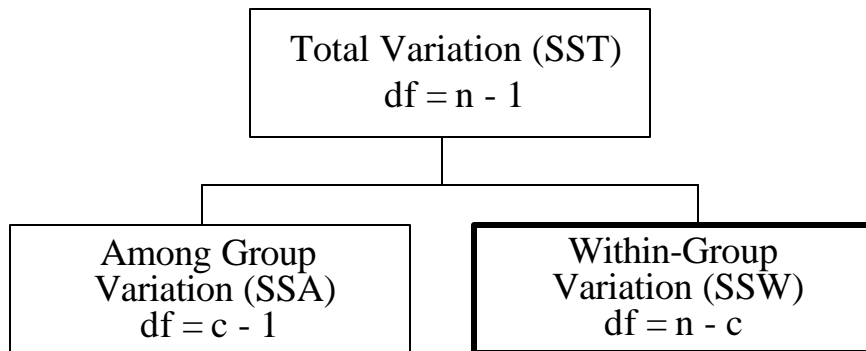 Total Variation (SST)
df = n - 1
Among Group
Variation (SSA)
df = c - 1
Within-Group
Variation (SSW)
df = n - c